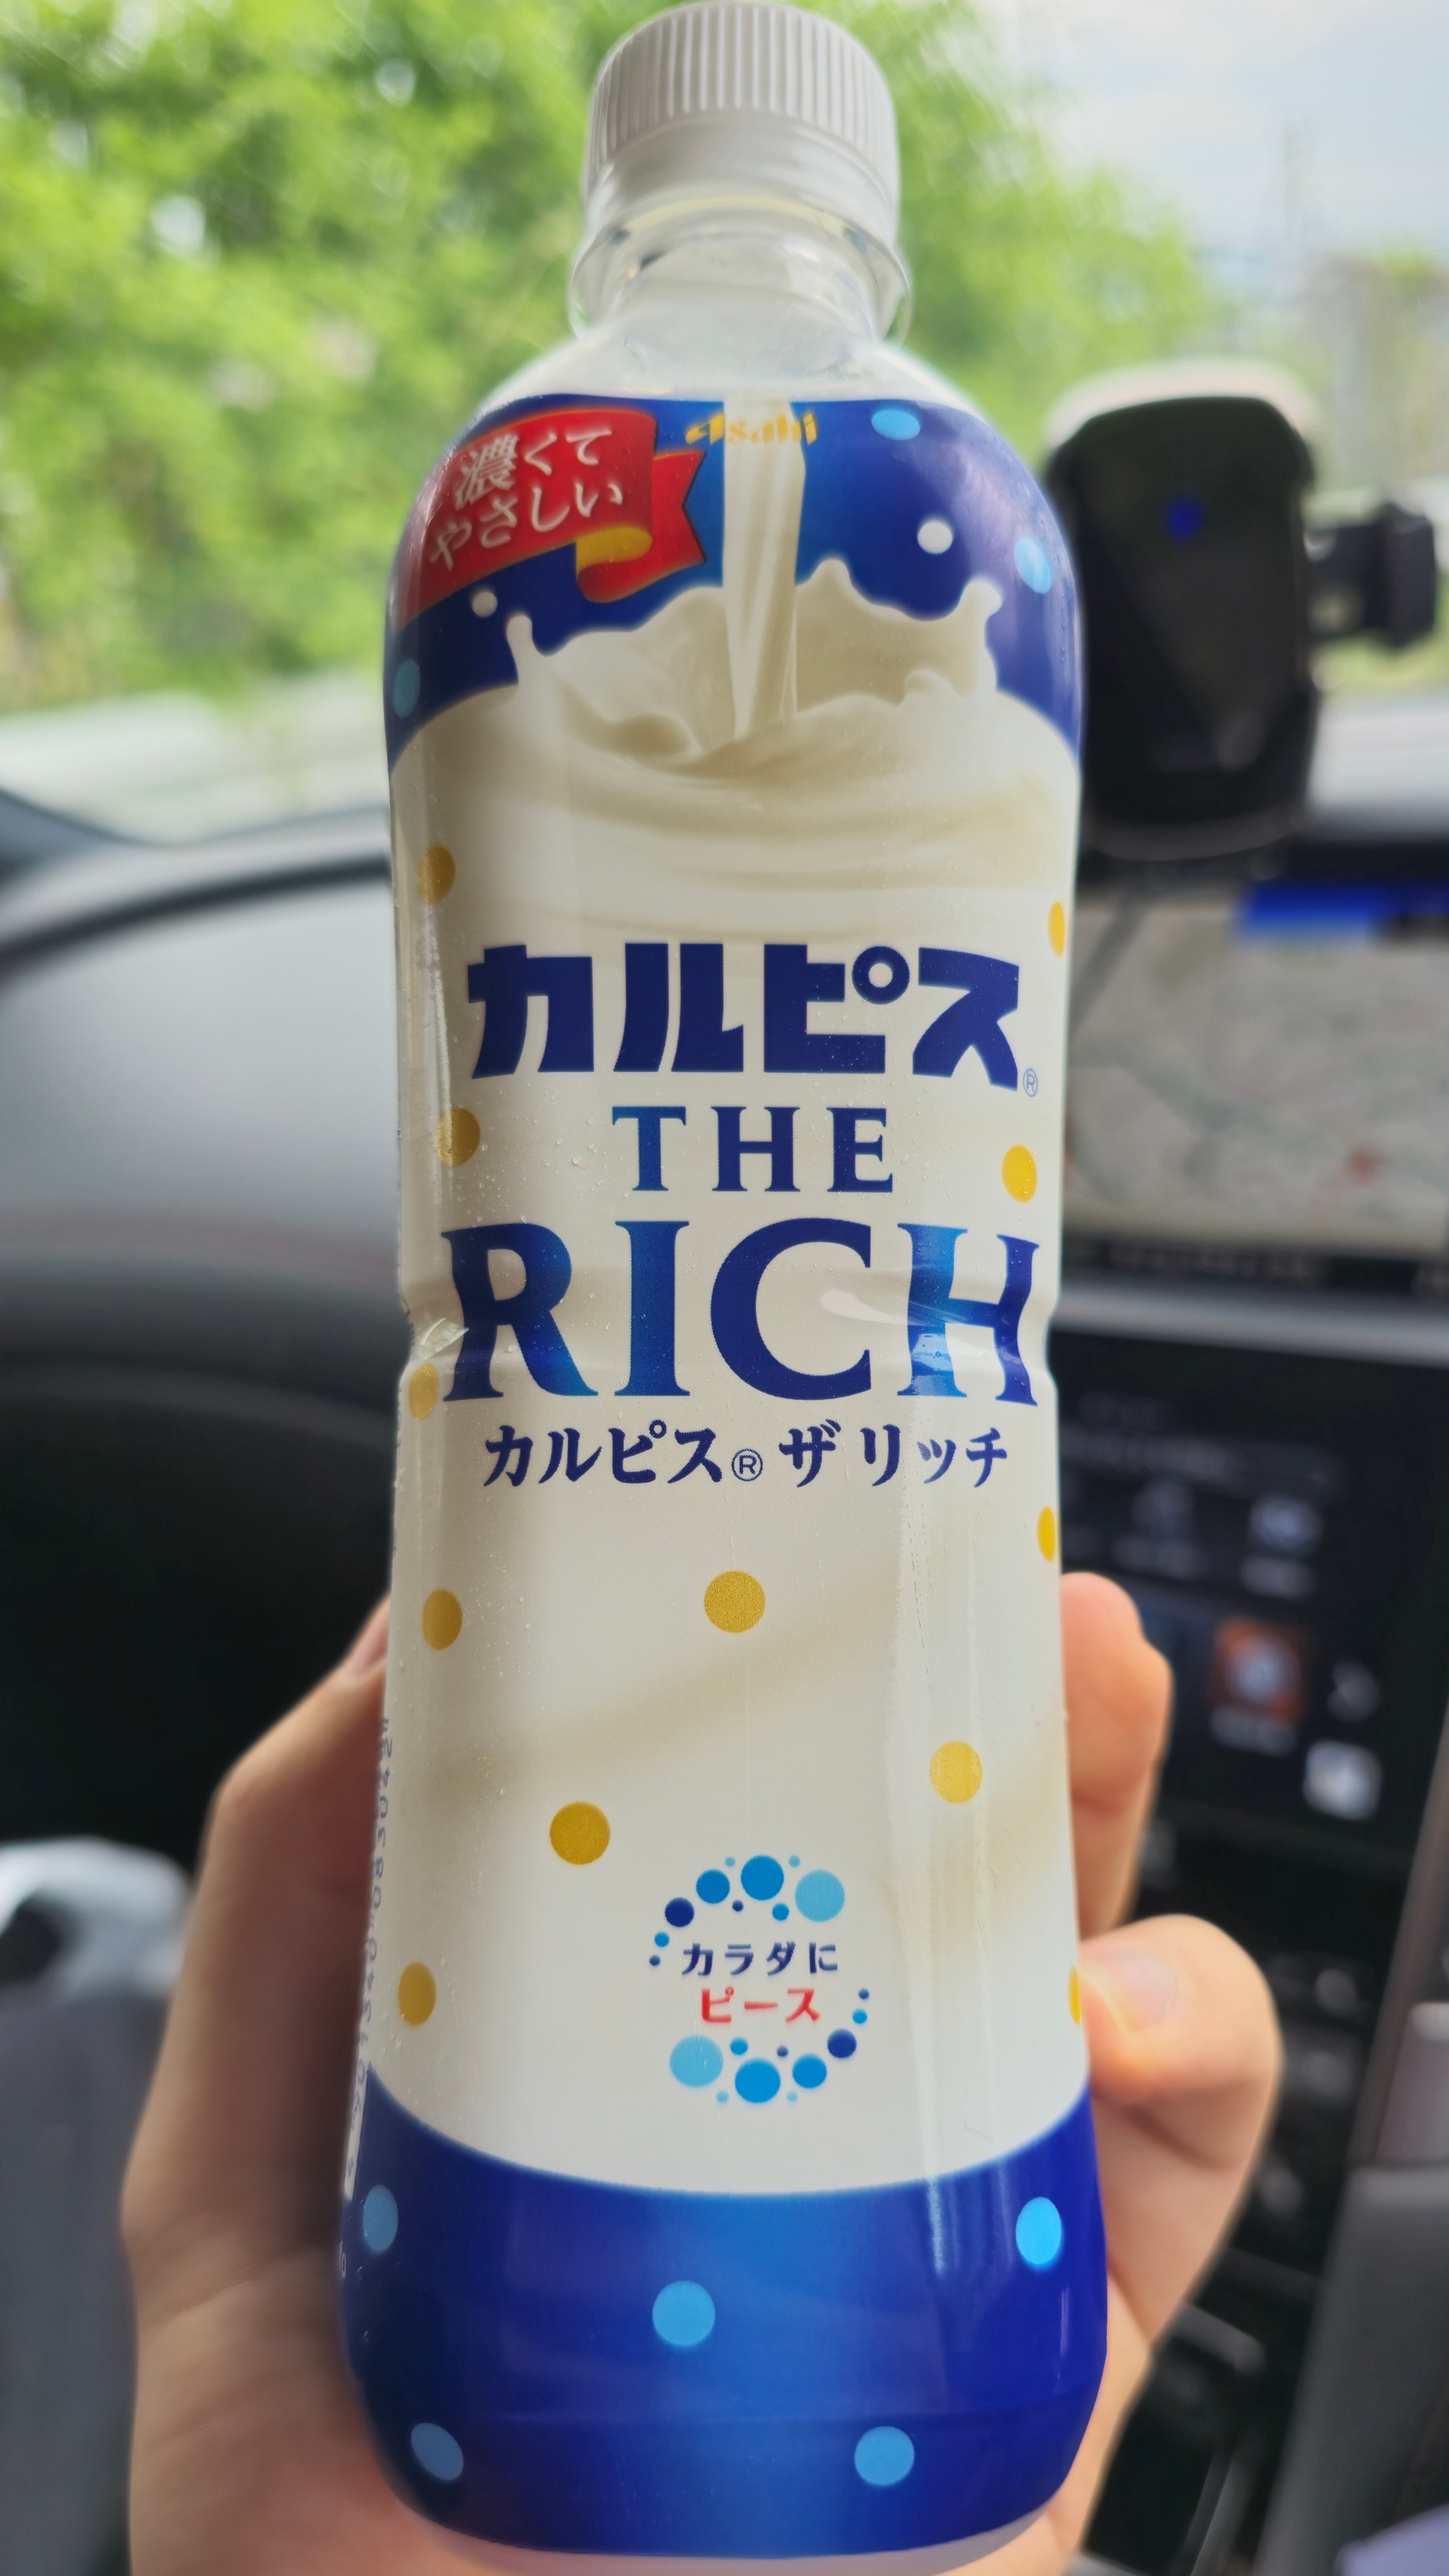 Asahi
濃くて
やさしい
カルピス®
THE
RICH
カルピス® ザ リッチ
カラダに
ピース